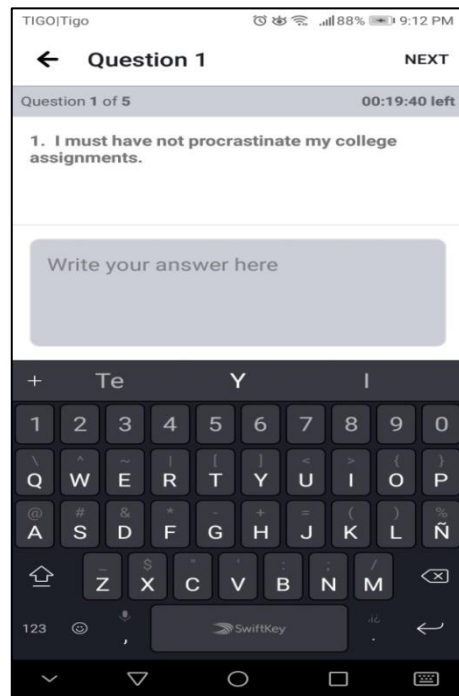 TIGO|Tigo 88% 9:12 PM
← Question 1 NEXT
Question 1 of 5 00:19:40 left
1. I must have not procrastinate my college
assignments.
Write your answer here
+ Te Y I
1 2 3 4 5 6 7 8 9 0
\ ^ ~ | [ ] < > { }
Q W E R T Y U I O P
@ # & * - + = ( ) %
A S D F G H J K L Ñ
_ $ " ' : ; /
Z X C V B N M
123 , SwiftKey .